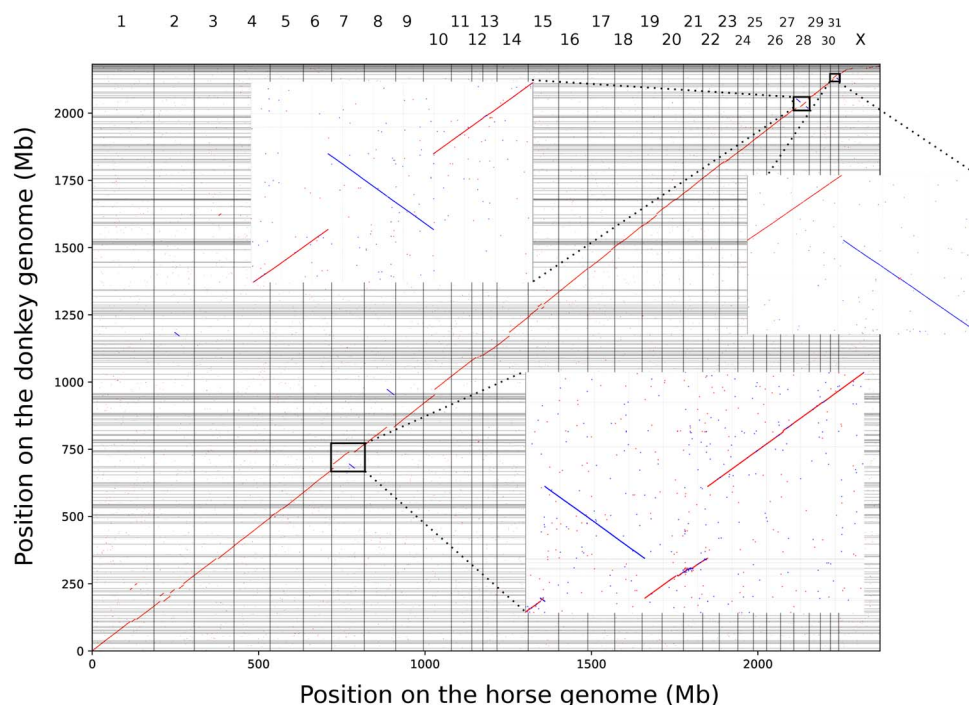 1 2 3 4 5 6 7 8 9 11 13 15 17 19 21 23 25 27 29 31
10 12 14 16 18 20 22 24 26 28 30 X
2000
1750
1500
1250
1000
750
500
250
0
0 500 1000 1500 2000
Position on the donkey genome (Mb)
Position on the horse genome (Mb)